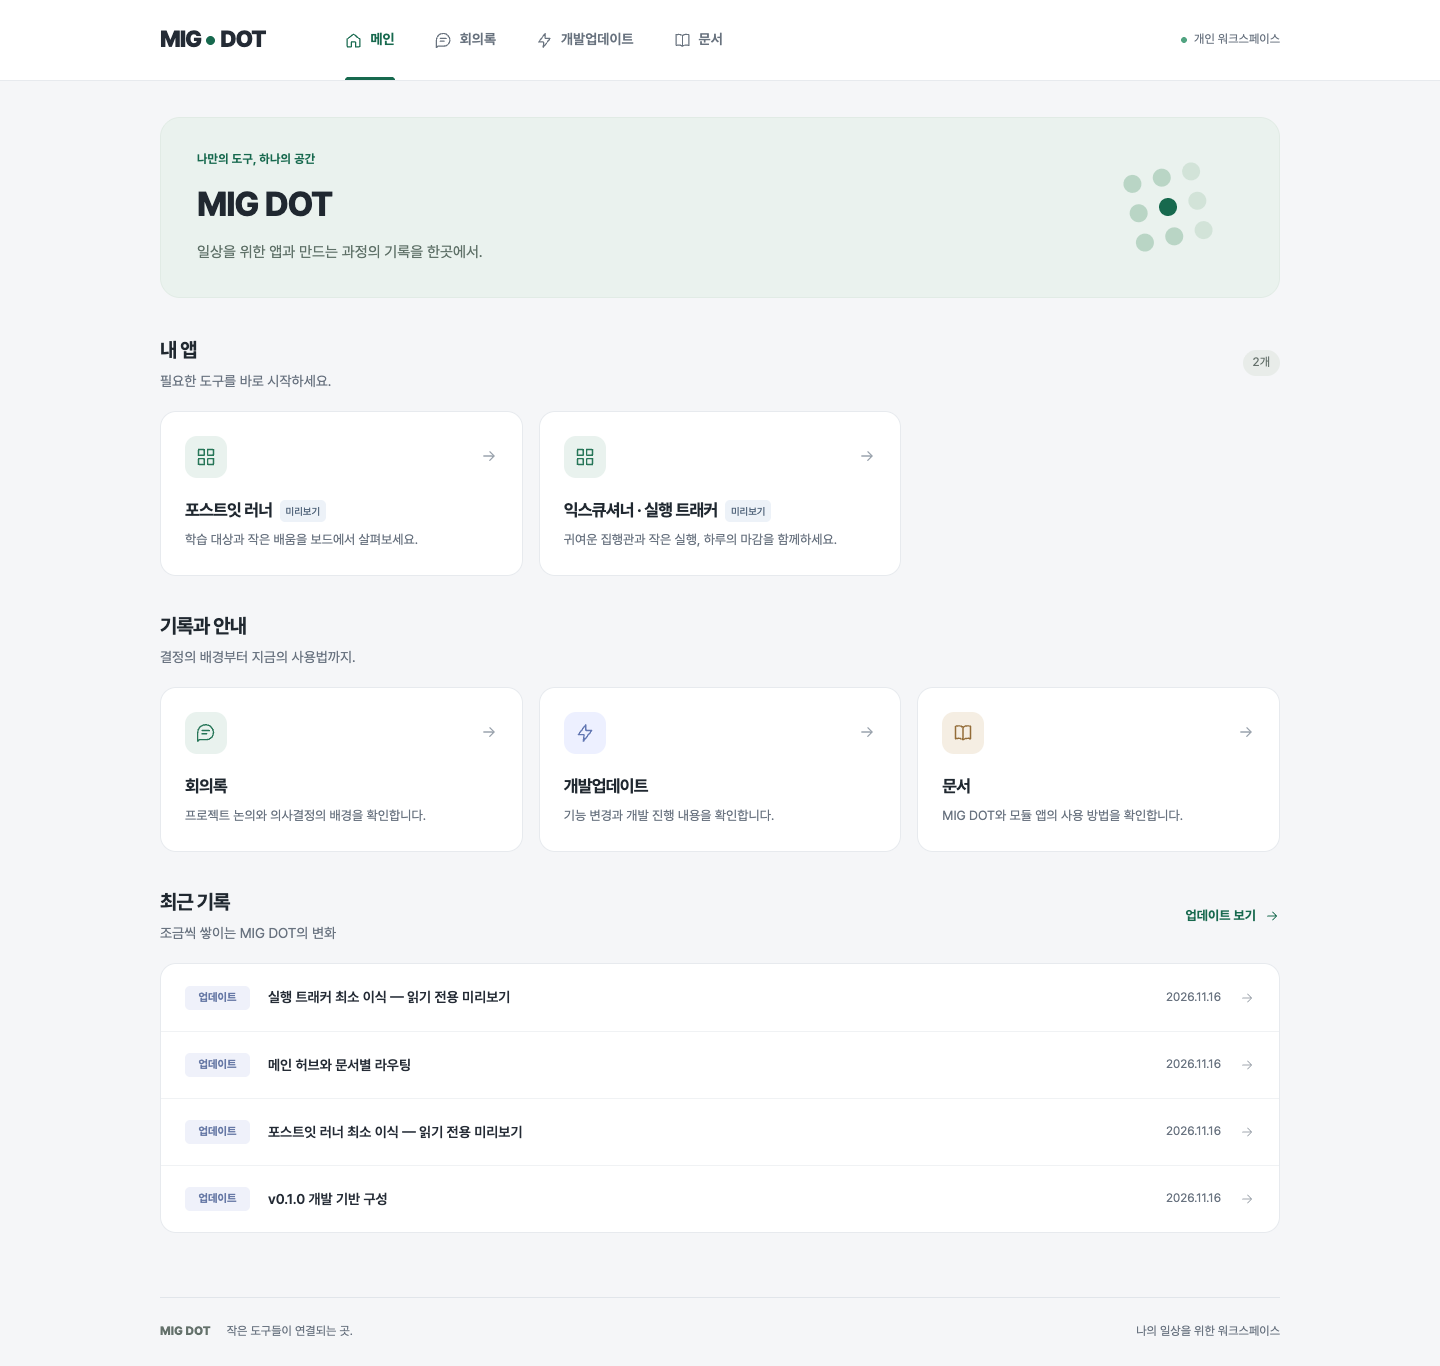 MIG DOT
메인
회의록
개발업데이트
문서
개인 워크스페이스
나만의 도구, 하나의 공간
MIG DOT
일상을 위한 앱과 만드는 과정의 기록을 한곳에서.
내 앱
필요한 도구를 바로 시작하세요.
2개
포스트잇 러너 미리보기
학습 대상과 작은 배움을 보드에서 살펴보세요.
익스큐셔너 · 실행 트래커 미리보기
귀여운 집행관과 작은 실행, 하루의 마감을 함께하세요.
기록과 안내
결정의 배경부터 지금의 사용법까지.
회의록
프로젝트 논의와 의사결정의 배경을 확인합니다.
개발업데이트
기능 변경과 개발 진행 내용을 확인합니다.
문서
MIG DOT와 모듈 앱의 사용 방법을 확인합니다.
최근 기록
조금씩 쌓이는 MIG DOT의 변화
업데이트 보기
업데이트 실행 트래커 최소 이식 — 읽기 전용 미리보기 2026.11.16
업데이트 메인 허브와 문서별 라우팅 2026.11.16
업데이트 포스트잇 러너 최소 이식 — 읽기 전용 미리보기 2026.11.16
업데이트 v0.1.0 개발 기반 구성 2026.11.16
MIG DOT 작은 도구들이 연결되는 곳.
나의 일상을 위한 워크스페이스